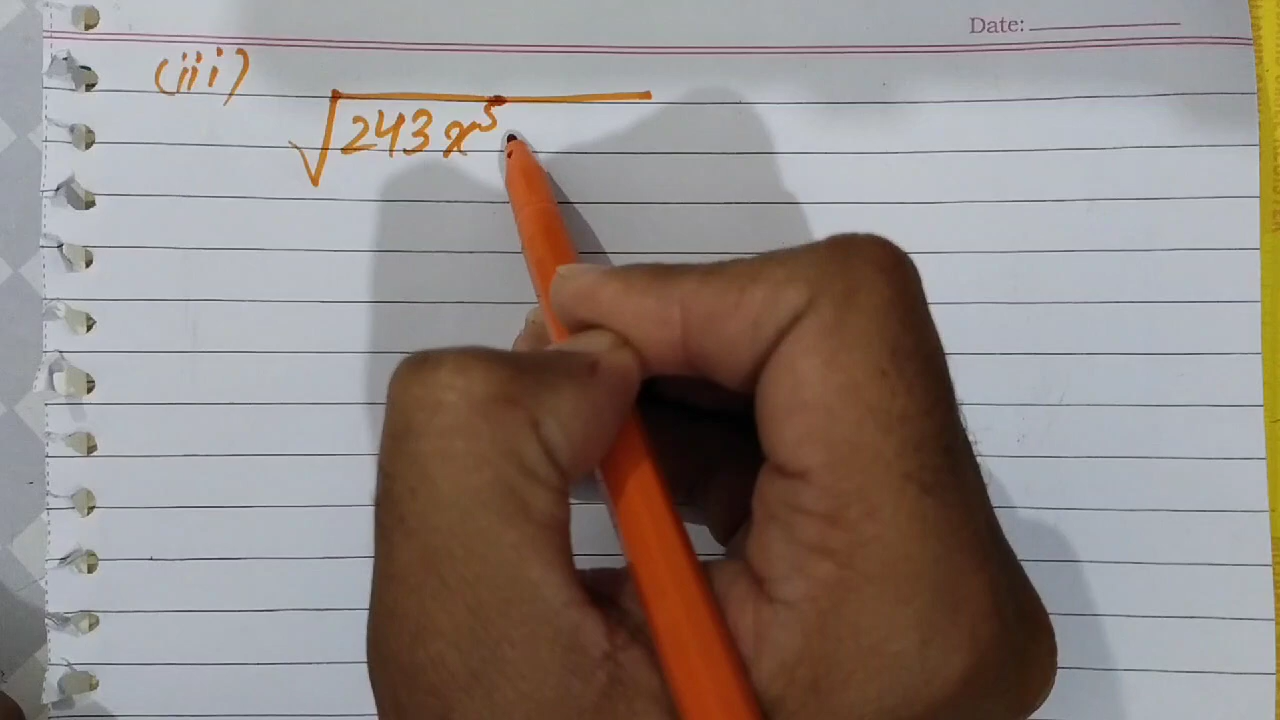 Date:
(iii)
√243x⁵